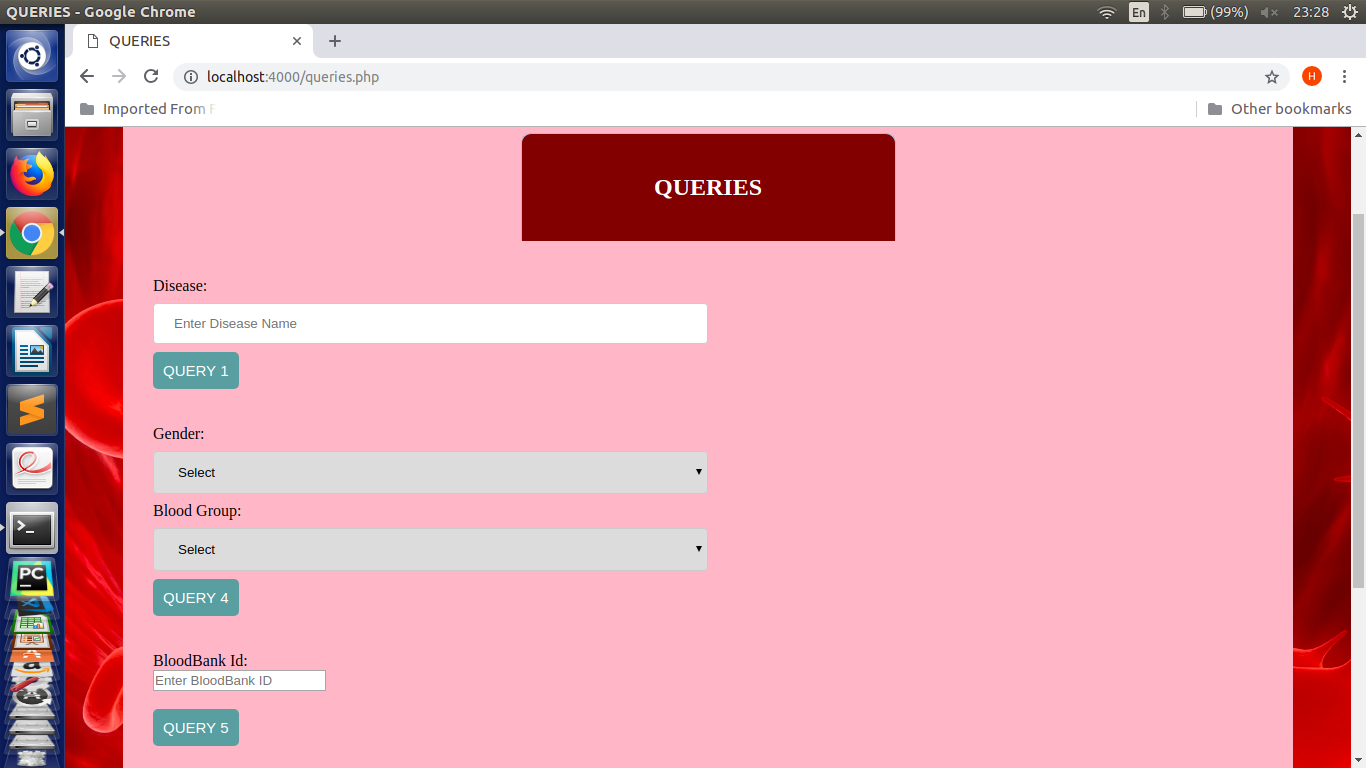 QUERIES - Google Chrome
En
(99%)
23:28
QUERIES
localhost:4000/queries.php
H
Imported From F
Other bookmarks
QUERIES
Disease:
Enter Disease Name
QUERY 1
Gender:
Select
Blood Group:
Select
QUERY 4
BloodBank Id:
Enter BloodBank ID
QUERY 5
>_
PC
a